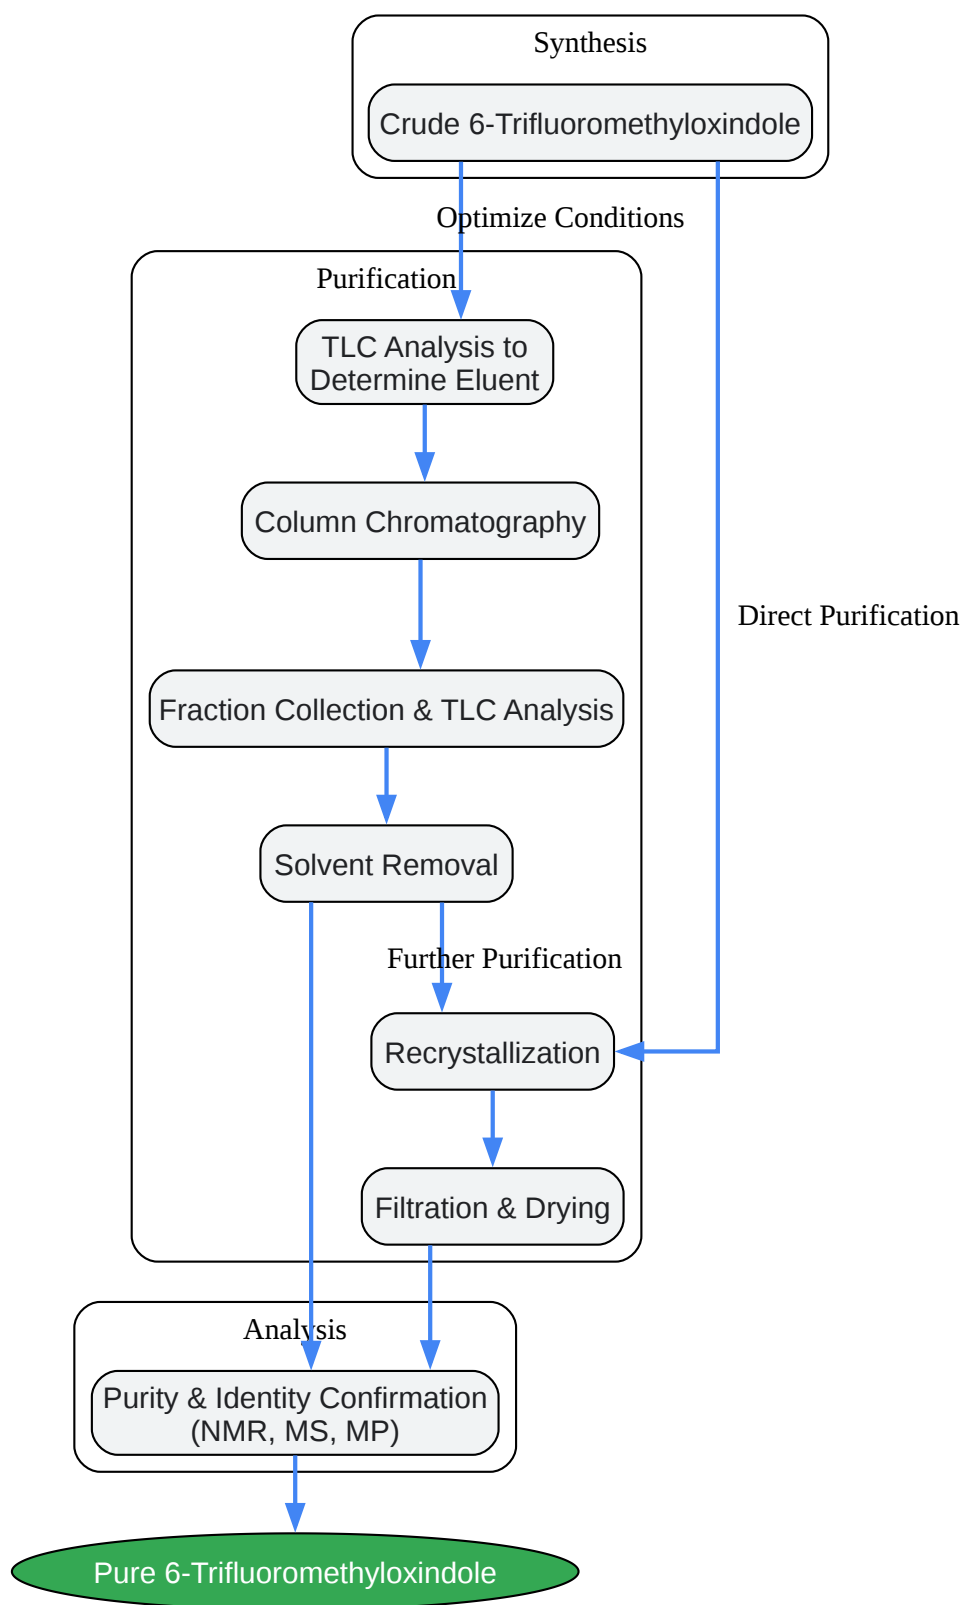 Synthesis
Crude 6-Trifluoromethyloxindole
Optimize Conditions
Purification
TLC Analysis to
Determine Eluent
Column Chromatography
Direct Purification
Fraction Collection & TLC Analysis
Solvent Removal
Further Purification
Recrystallization
Filtration & Drying
Analysis
Purity & Identity Confirmation
(NMR, MS, MP)
Pure 6-Trifluoromethyloxindole